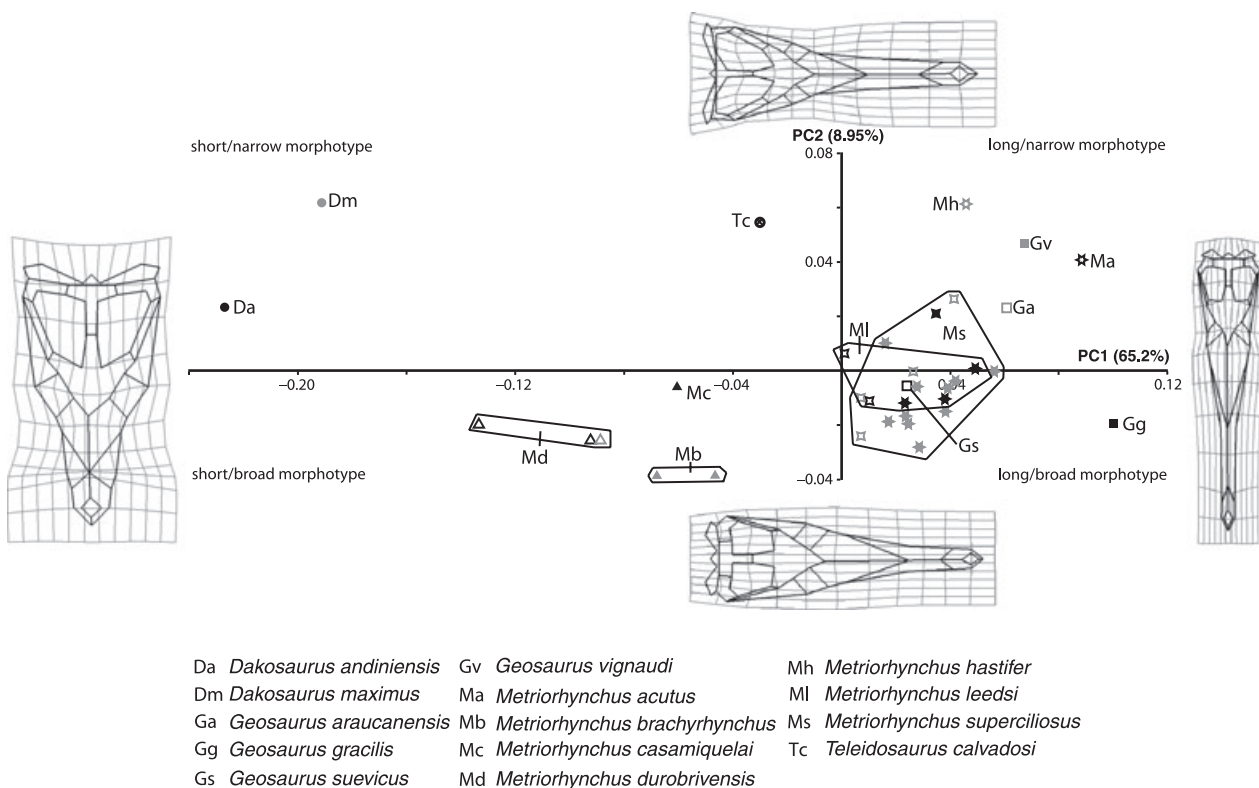 PC2 (8.95%)
short/narrow morphotype
long/narrow morphotype
0.08
Dm
Mh
Tc
Gv
Ma
0.04
Da
Ga
Ml
Ms
PC1 (65.2%)
−0.20
−0.12
−0.04
0.04
0.12
Mc
Gg
Md
Mb
Gs
short/broad morphotype
−0.04
long/broad morphotype
Da Dakosaurus andiniensis
Dm Dakosaurus maximus
Ga Geosaurus araucanensis
Gg Geosaurus gracilis
Gs Geosaurus suevicus
Gv Geosaurus vignaudi
Ma Metriorhynchus acutus
Mb Metriorhynchus brachyrhynchus
Mc Metriorhynchus casamiquelai
Md Metriorhynchus durobrivensis
Mh Metriorhynchus hastifer
Ml Metriorhynchus leedsi
Ms Metriorhynchus superciliosus
Tc Teleidosaurus calvadosi